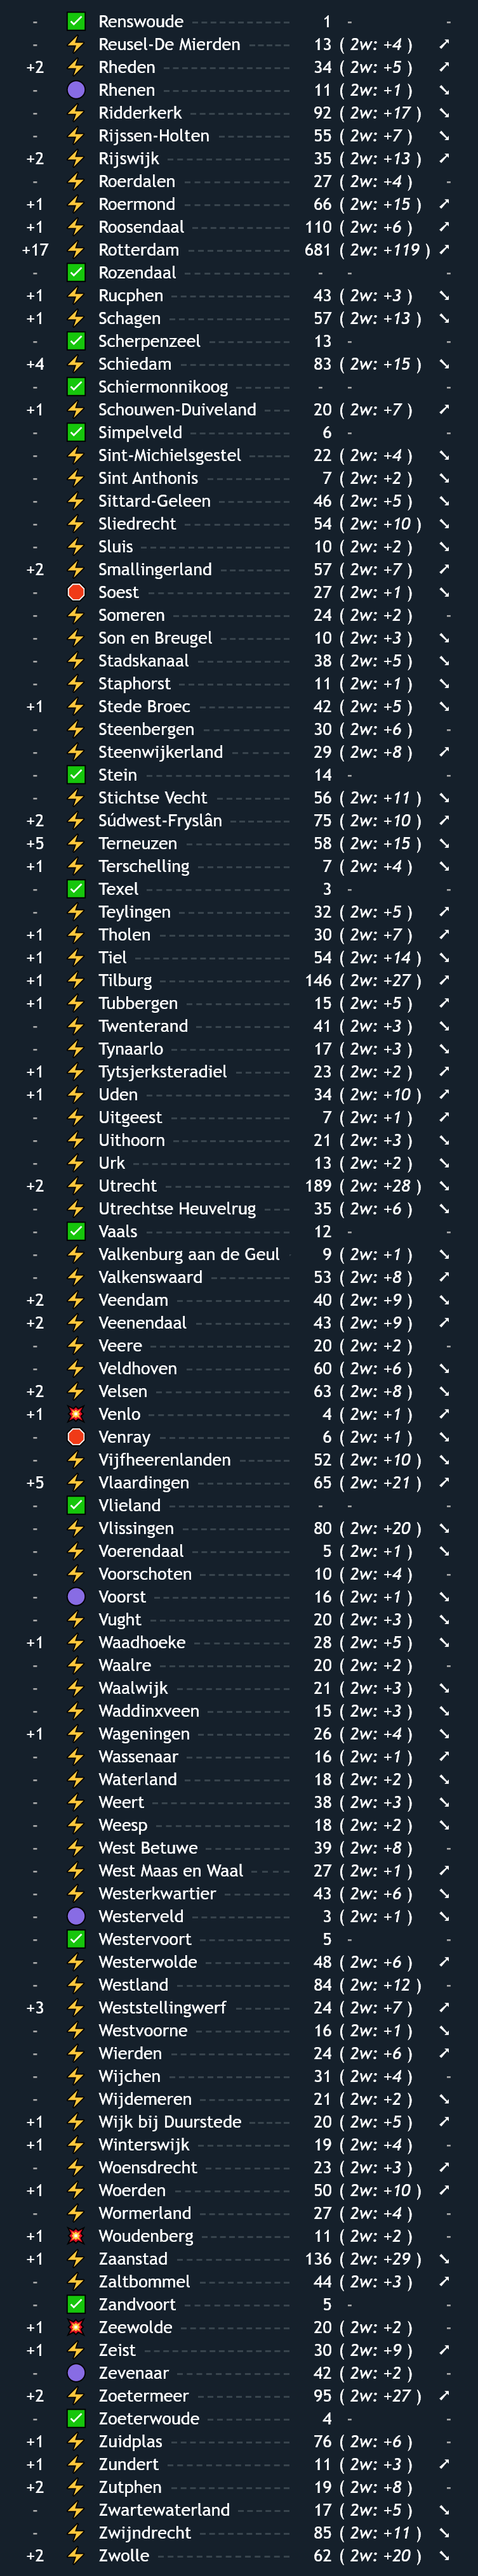 - ✅ Renswoude 1 - -
- ⚡ Reusel-De Mierden 13 ( 2w: +4 ) ↗
+2 ⚡ Rheden 34 ( 2w: +5 ) ↗
- 🟣 Rhenen 11 ( 2w: +1 ) ↘
- ⚡ Ridderkerk 92 ( 2w: +17 ) ↘
- ⚡ Rijssen-Holten 55 ( 2w: +7 ) ↘
+2 ⚡ Rijswijk 35 ( 2w: +13 ) ↗
- ⚡ Roerdalen 27 ( 2w: +4 ) -
+1 ⚡ Roermond 66 ( 2w: +15 ) ↗
+1 ⚡ Roosendaal 110 ( 2w: +6 ) ↗
+17 ⚡ Rotterdam 681 ( 2w: +119 ) ↗
- ✅ Rozendaal - - -
+1 ⚡ Rucphen 43 ( 2w: +3 ) ↘
+1 ⚡ Schagen 57 ( 2w: +13 ) ↘
- ✅ Scherpenzeel 13 - -
+4 ⚡ Schiedam 83 ( 2w: +15 ) ↘
- ✅ Schiermonnikoog - - -
+1 ⚡ Schouwen-Duiveland 20 ( 2w: +7 ) ↗
- ✅ Simpelveld 6 - -
- ⚡ Sint-Michielsgestel 22 ( 2w: +4 ) ↘
- ⚡ Sint Anthonis 7 ( 2w: +2 ) ↘
- ⚡ Sittard-Geleen 46 ( 2w: +5 ) ↘
- ⚡ Sliedrecht 54 ( 2w: +10 ) ↘
- ⚡ Sluis 10 ( 2w: +2 ) ↘
+2 ⚡ Smallingerland 57 ( 2w: +7 ) ↗
- 🛑 Soest 27 ( 2w: +1 ) ↘
- ⚡ Someren 24 ( 2w: +2 ) -
- ⚡ Son en Breugel 10 ( 2w: +3 ) ↘
- ⚡ Stadskanaal 38 ( 2w: +5 ) ↘
- ⚡ Staphorst 11 ( 2w: +1 ) ↘
+1 ⚡ Stede Broec 42 ( 2w: +5 ) ↘
- ⚡ Steenbergen 30 ( 2w: +6 ) -
- ⚡ Steenwijkerland 29 ( 2w: +8 ) ↗
- ✅ Stein 14 - -
- ⚡ Stichtse Vecht 56 ( 2w: +11 ) ↘
+2 ⚡ Súdwest-Fryslân 75 ( 2w: +10 ) ↗
+5 ⚡ Terneuzen 58 ( 2w: +15 ) ↘
+1 ⚡ Terschelling 7 ( 2w: +4 ) ↘
- ✅ Texel 3 - -
- ⚡ Teylingen 32 ( 2w: +5 ) ↗
+1 ⚡ Tholen 30 ( 2w: +7 ) ↗
+1 ⚡ Tiel 54 ( 2w: +14 ) ↘
+1 ⚡ Tilburg 146 ( 2w: +27 ) ↗
+1 ⚡ Tubbergen 15 ( 2w: +5 ) ↗
- ⚡ Twenterand 41 ( 2w: +3 ) ↘
- ⚡ Tynaarlo 17 ( 2w: +3 ) ↘
+1 ⚡ Tytsjerksteradiel 23 ( 2w: +2 ) ↗
+1 ⚡ Uden 34 ( 2w: +10 ) ↗
- ⚡ Uitgeest 7 ( 2w: +1 ) ↗
- ⚡ Uithoorn 21 ( 2w: +3 ) ↘
- ⚡ Urk 13 ( 2w: +2 ) ↘
+2 ⚡ Utrecht 189 ( 2w: +28 ) ↘
- ⚡ Utrechtse Heuvelrug 35 ( 2w: +6 ) ↘
- ✅ Vaals 12 - -
- ⚡ Valkenburg aan de Geul 9 ( 2w: +1 ) ↘
- ⚡ Valkenswaard 53 ( 2w: +8 ) ↗
+2 ⚡ Veendam 40 ( 2w: +9 ) ↘
+2 ⚡ Veenendaal 43 ( 2w: +9 ) ↗
- ⚡ Veere 20 ( 2w: +2 ) -
- ⚡ Veldhoven 60 ( 2w: +6 ) ↘
+2 ⚡ Velsen 63 ( 2w: +8 ) ↘
+1 💥 Venlo 4 ( 2w: +1 ) ↗
- 🛑 Venray 6 ( 2w: +1 ) ↘
- ⚡ Vijfheerenlanden 52 ( 2w: +10 ) ↘
+5 ⚡ Vlaardingen 65 ( 2w: +21 ) ↗
- ✅ Vlieland - - -
- ⚡ Vlissingen 80 ( 2w: +20 ) ↘
- ⚡ Voerendaal 5 ( 2w: +1 ) ↘
- ⚡ Voorschoten 10 ( 2w: +4 ) -
- 🟣 Voorst 16 ( 2w: +1 ) ↘
- ⚡ Vught 20 ( 2w: +3 ) ↘
+1 ⚡ Waadhoeke 28 ( 2w: +5 ) ↘
- ⚡ Waalre 20 ( 2w: +2 ) -
- ⚡ Waalwijk 21 ( 2w: +3 ) ↘
- ⚡ Waddinxveen 15 ( 2w: +3 ) ↘
+1 ⚡ Wageningen 26 ( 2w: +4 ) ↘
- ⚡ Wassenaar 16 ( 2w: +1 ) ↗
- ⚡ Waterland 18 ( 2w: +2 ) ↘
- ⚡ Weert 38 ( 2w: +3 ) ↘
- ⚡ Weesp 18 ( 2w: +2 ) ↘
- ⚡ West Betuwe 39 ( 2w: +8 ) -
- ⚡ West Maas en Waal 27 ( 2w: +1 ) ↗
- ⚡ Westerkwartier 43 ( 2w: +6 ) ↘
- 🟣 Westerveld 3 ( 2w: +1 ) ↘
- ✅ Westervoort 5 - -
- ⚡ Westerwolde 48 ( 2w: +6 ) ↗
- ⚡ Westland 84 ( 2w: +12 ) -
+3 ⚡ Weststellingwerf 24 ( 2w: +7 ) ↗
- ⚡ Westvoorne 16 ( 2w: +1 ) ↘
- ⚡ Wierden 24 ( 2w: +6 ) ↗
- ⚡ Wijchen 31 ( 2w: +4 ) -
- ⚡ Wijdemeren 21 ( 2w: +2 ) ↘
+1 ⚡ Wijk bij Duurstede 20 ( 2w: +5 ) ↗
+1 ⚡ Winterswijk 19 ( 2w: +4 ) -
- ⚡ Woensdrecht 23 ( 2w: +3 ) ↗
+1 ⚡ Woerden 50 ( 2w: +10 ) ↗
- ⚡ Wormerland 27 ( 2w: +4 ) -
+1 💥 Woudenberg 11 ( 2w: +2 ) -
+1 ⚡ Zaanstad 136 ( 2w: +29 ) ↘
- ⚡ Zaltbommel 44 ( 2w: +3 ) ↗
- ✅ Zandvoort 5 - -
+1 💥 Zeewolde 20 ( 2w: +2 ) -
+1 ⚡ Zeist 30 ( 2w: +9 ) ↗
- 🟣 Zevenaar 42 ( 2w: +2 ) -
+2 ⚡ Zoetermeer 95 ( 2w: +27 ) ↗
- ✅ Zoeterwoude 4 - -
+1 ⚡ Zuidplas 76 ( 2w: +6 ) -
+1 ⚡ Zundert 11 ( 2w: +3 ) ↗
+2 ⚡ Zutphen 19 ( 2w: +8 ) -
- ⚡ Zwartewaterland 17 ( 2w: +5 ) ↘
- ⚡ Zwijndrecht 85 ( 2w: +11 ) ↘
+2 ⚡ Zwolle 62 ( 2w: +20 ) ↘